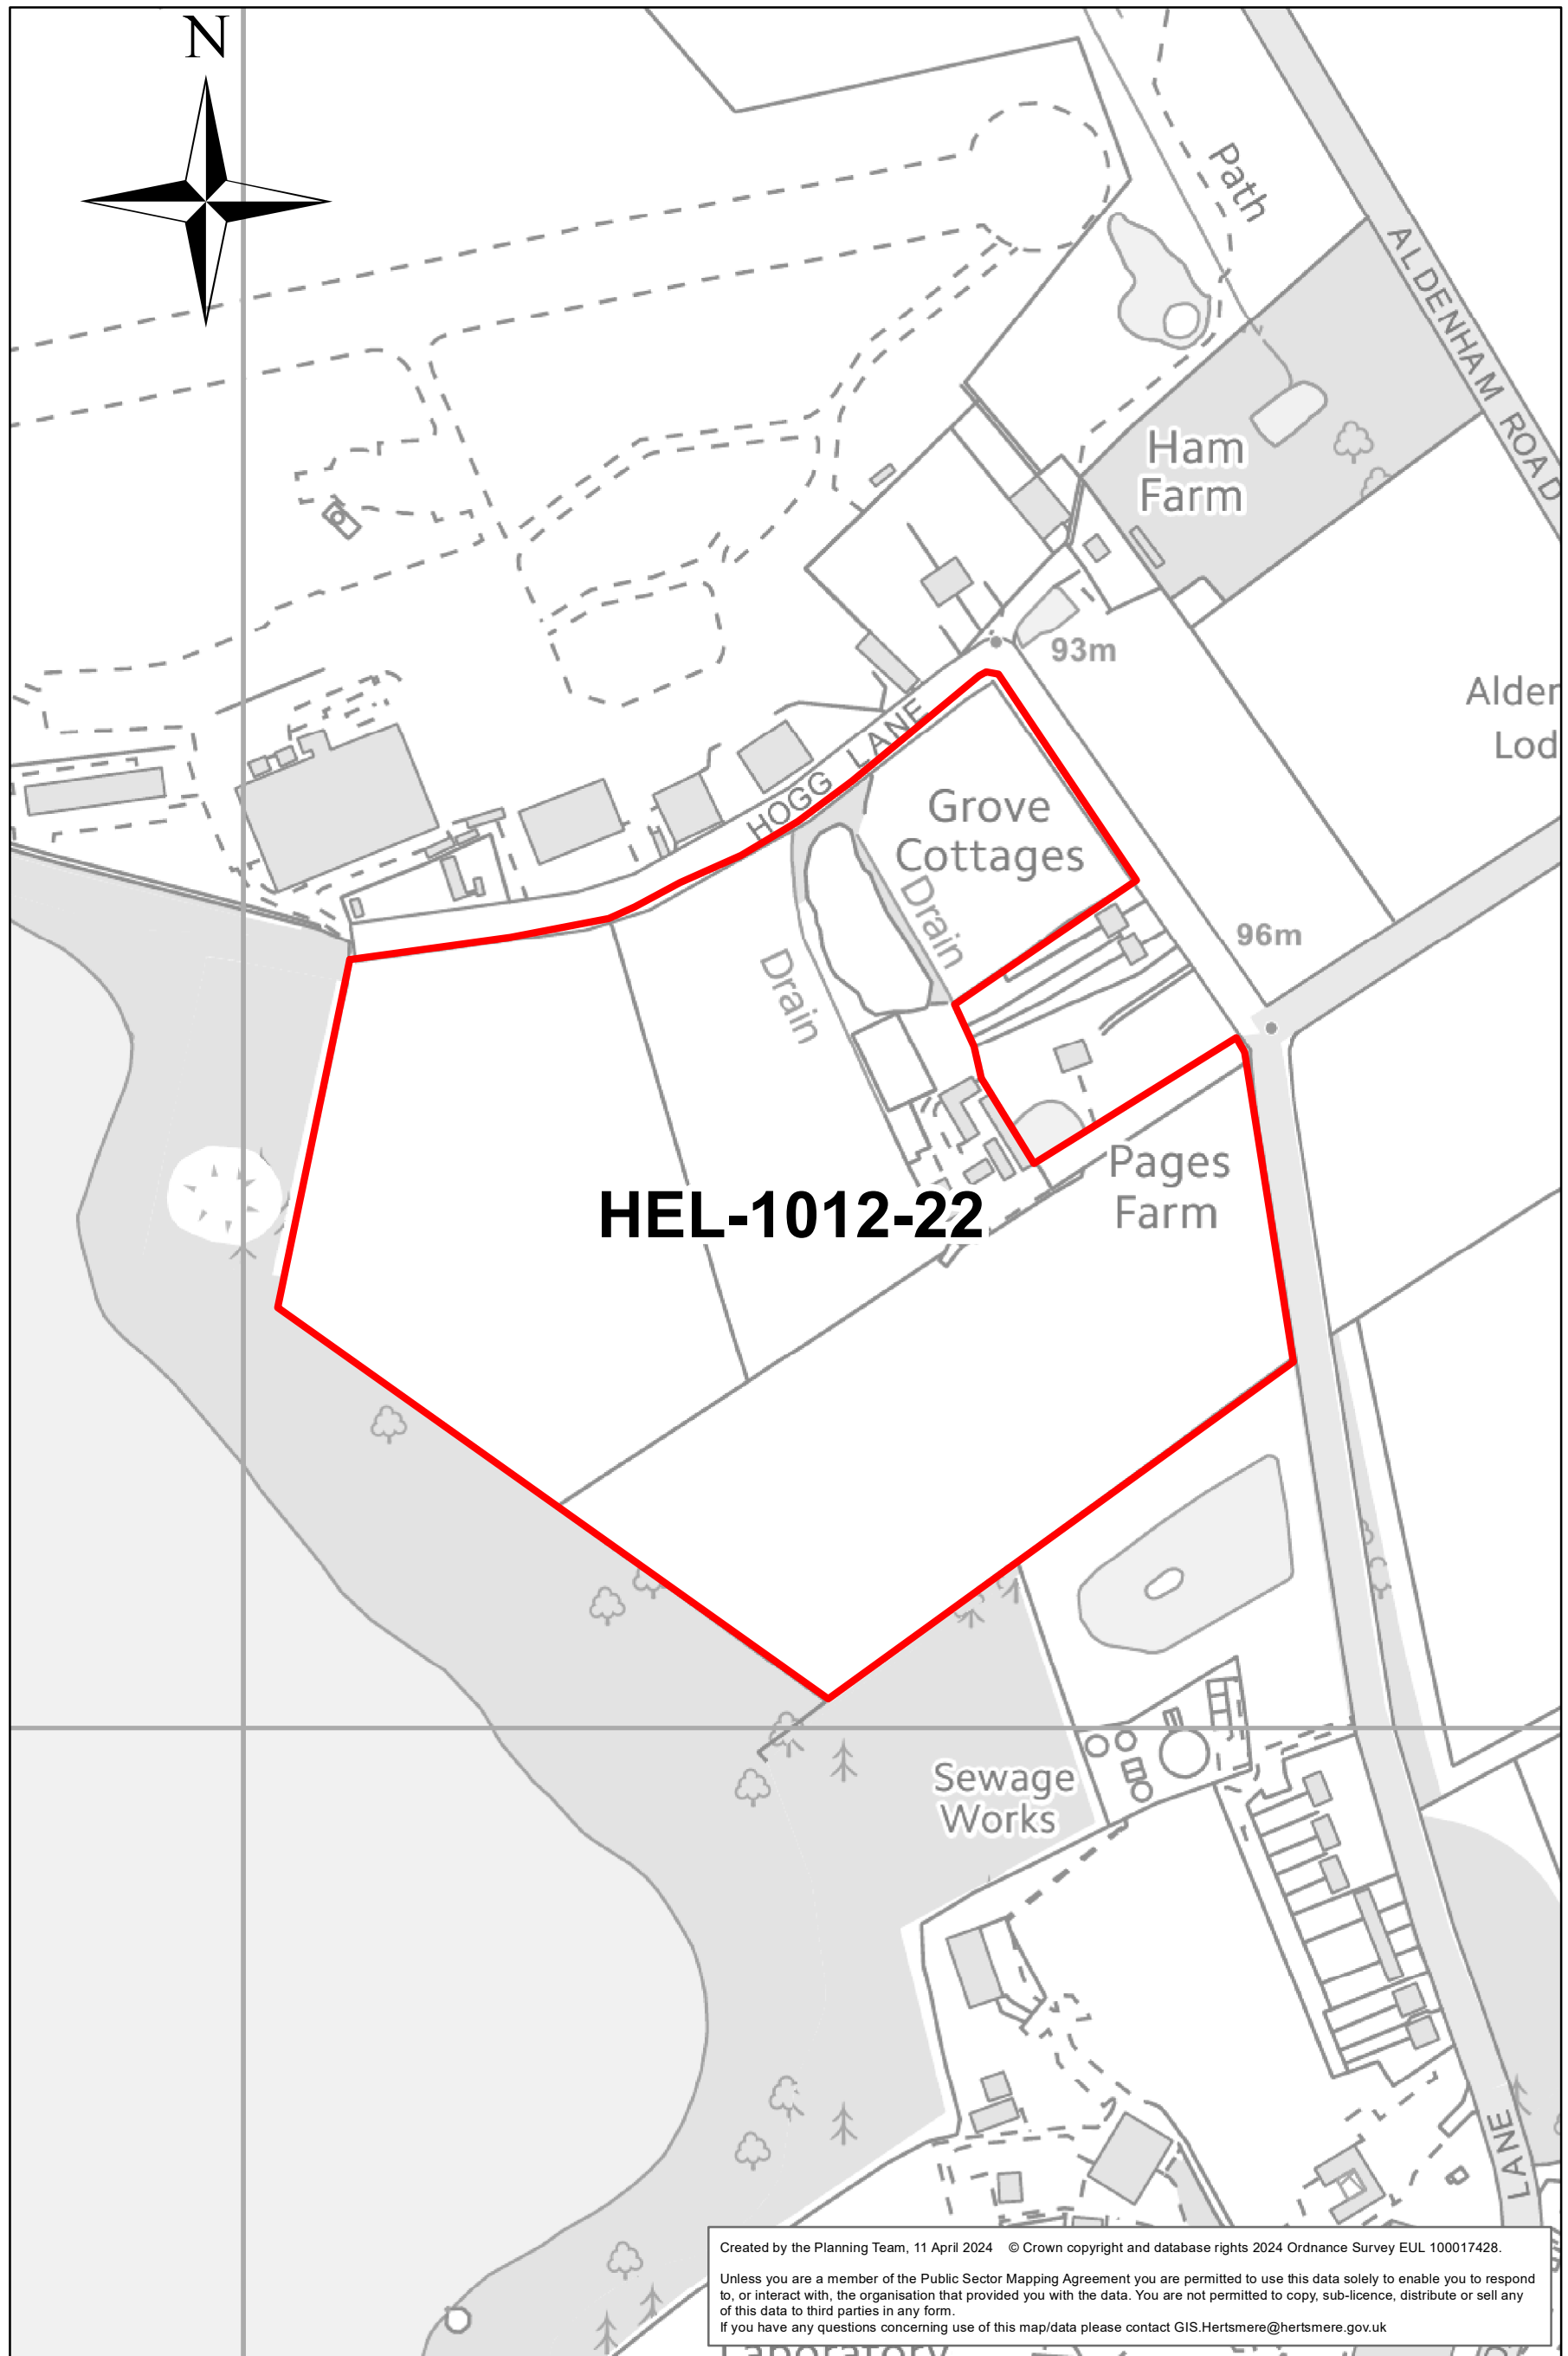 N
Path
ALDENHAM ROAD
Ham
Farm
93m
Alder
Lod
HOGG LANE
Grove
Cottages
Drain
Drain
96m
Pages
Farm
HEL-1012-22
Sewage
Works
LANE
Created by the Planning Team, 11 April 2024 © Crown copyright and database rights 2024 Ordnance Survey EUL 100017428.
Unless you are a member of the Public Sector Mapping Agreement you are permitted to use this data solely to enable you to respond
to, or interact with, the organisation that provided you with the data. You are not permitted to copy, sub-licence, distribute or sell any
of this data to third parties in any form.
If you have any questions concerning use of this map/data please contact GIS.Hertsmere@hertsmere.gov.uk
Laboratory